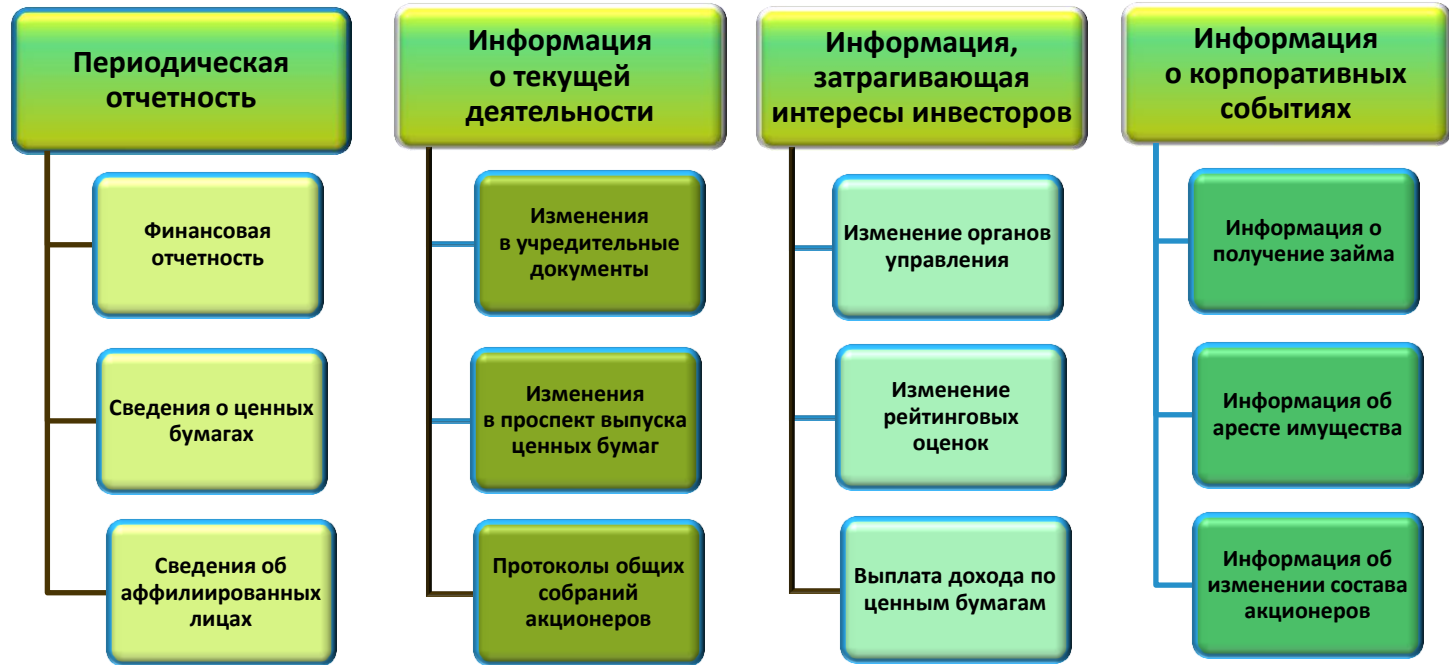 Периодическая
отчетность
Финансовая
отчетность
Сведения о ценных
бумагах
Сведения об
аффилиированных
лицах
Информация
о текущей
деятельности
Изменения
в учредительные
документы
Изменения
в проспект выпуска
ценных бумаг
Протоколы общих
собраний
акционеров
Информация,
затрагивающая
интересы инвесторов
Изменение органов
управления
Изменение
рейтинговых
оценок
Выплата дохода по
ценным бумагам
Информация
о корпоративных
событиях
Информация о
получение займа
Информация об
аресте имущества
Информация об
изменении состава
акционеров